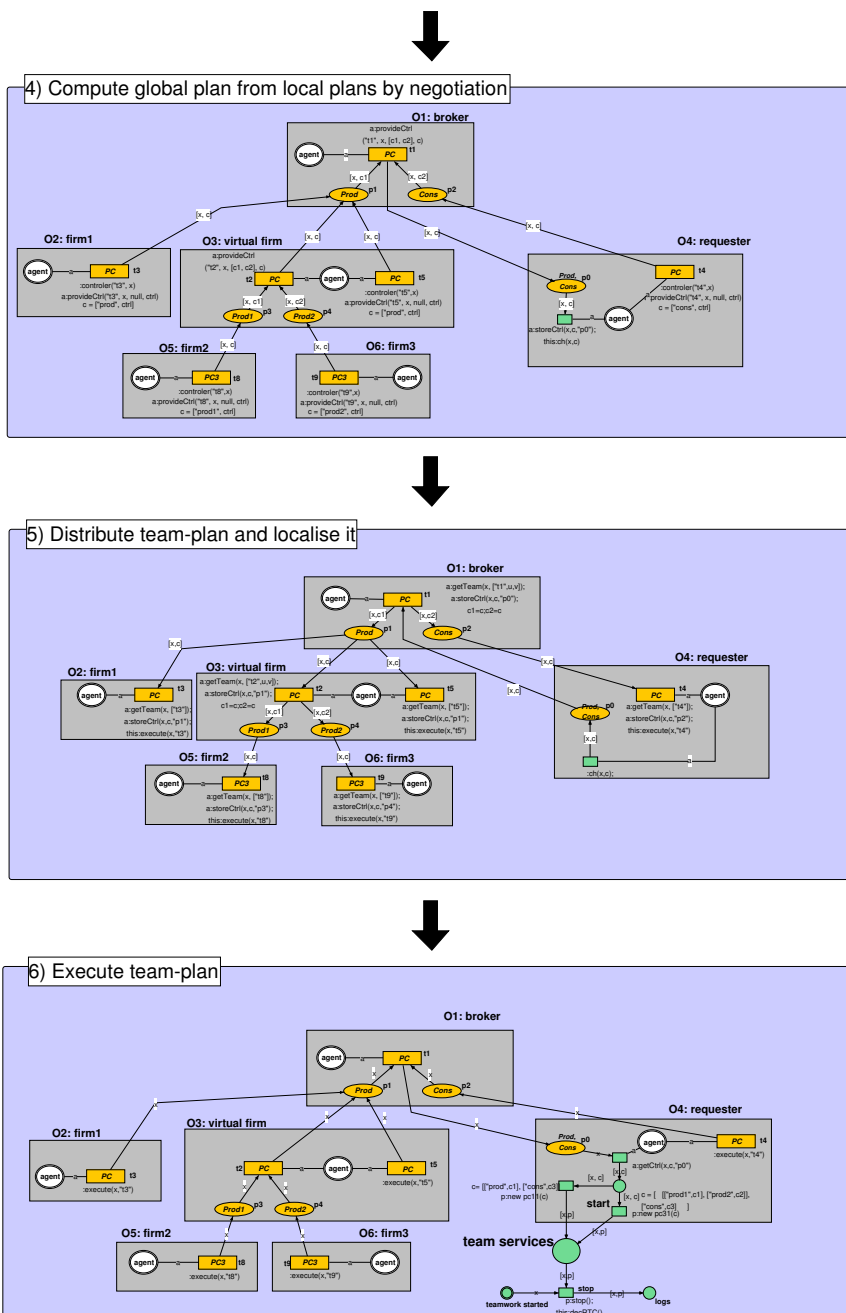 4) Compute global plan from local plans by negotiation
O1: broker
a:provideCtrl
("t1", x, [c1, c2], c)
agent
a
PC
t1
[x, c1]
[x, c2]
Prod
p1
Cons
p2
[x, c]
[x, c]
[x, c]
[x, c]
[x, c]
O2: firm1
agent
a
PC
t3
:controler("t3", x)
a:provideCtrl("t3", x, null, ctrl)
c = ["prod", ctrl]
O3: virtual firm
a:provideCtrl
("t2", x, [c1, c2], c)
t2
PC
a
agent
a
PC
t5
:controler("t5",x)
a:provideCtrl("t5", x, null, ctrl)
c = ["prod", ctrl]
[x, c1]
[x, c2]
Prod1
p3
Prod2
p4
O4: requester
Prod,
Cons
p0
[x, c]
a
agent
a:storeCtrl(x,c,"p0");
this:ch(x,c)
PC
t4
:controler("t4",x)
a:provideCtrl("t4", x, null, ctrl)
c = ["cons", ctrl]
O5: firm2
[x, c]
agent
a
PC3
t8
:controler("t8",x)
a:provideCtrl("t8", x, null, ctrl)
c = ["prod1", ctrl]
O6: firm3
[x, c]
t9
PC3
a
agent
:controler("t9",x)
a:provideCtrl("t9", x, null, ctrl)
c = ["prod2", ctrl]
5) Distribute team-plan and localise it
O1: broker
agent
a
PC
t1
a:getTeam(x, ["t1",u,v]);
a:storeCtrl(x,c,"p0");
c1=c;c2=c
[x,c1]
[x,c2]
Prod
p1
Cons
p2
[x,c]
[x,c]
[x,c]
[x,c]
[x,c]
O2: firm1
agent
a
PC
t3
a:getTeam(x, ["t3"]);
a:storeCtrl(x,c,"p1");
this:execute(x,"t3")
O3: virtual firm
a:getTeam(x, ["t2",u,v]);
a:storeCtrl(x,c,"p1");
c1=c;c2=c
PC
t2
a
agent
a
PC
t5
a:getTeam(x, ["t5"]);
a:storeCtrl(x,c,"p1");
this:execute(x,"t5")
[x,c1]
[x,c2]
Prod1
p3
Prod2
p4
O4: requester
Prod,
Cons
p0
[x,c]
:ch(x,c);
PC
t4
a
agent
a
a:getTeam(x, ["t4"]);
a:storeCtrl(x,c,"p2");
this:execute(x,"t4")
O5: firm2
[x,c]
agent
a
PC3
t8
a:getTeam(x, ["t8"]);
a:storeCtrl(x,c,"p3");
this:execute(x,"t8")
O6: firm3
[x,c]
PC3
t9
a
agent
a:getTeam(x, ["t9"]);
a:storeCtrl(x,c,"p4");
this:execute(x,"t9")
6) Execute team-plan
O1: broker
agent
a
PC
t1
x
x
Prod
p1
Cons
p2
x
x
x
x
x
O2: firm1
agent
a
PC
t3
:execute("t3")
O3: virtual firm
t2
PC
a
agent
a
PC
t5
:execute("t5")
x
x
Prod1
p3
Prod2
p4
O4: requester
Prod,
Cons
p0
x
a
agent
a
PC
t4
:execute("t4")
a:getCtrl(x,c,"p0")
[x,c]
[x, c]
c= [["prod",c1], ["cons",c3]]
p:new pc11(c)
[x, c]
c = [ [["prod1",c1], ["prod2",c2]],
["cons",c3] ]
start
p:new pc31(c)
[x,p]
[x,p]
team services
[x,p]
O5: firm2
x
agent
a
PC3
t8
:execute("t8")
O6: firm3
x
t9
PC3
a
agent
:execute("t9")
teamwork started
x
stop
p:stop();
[x,p]
logs
this:decRTC()